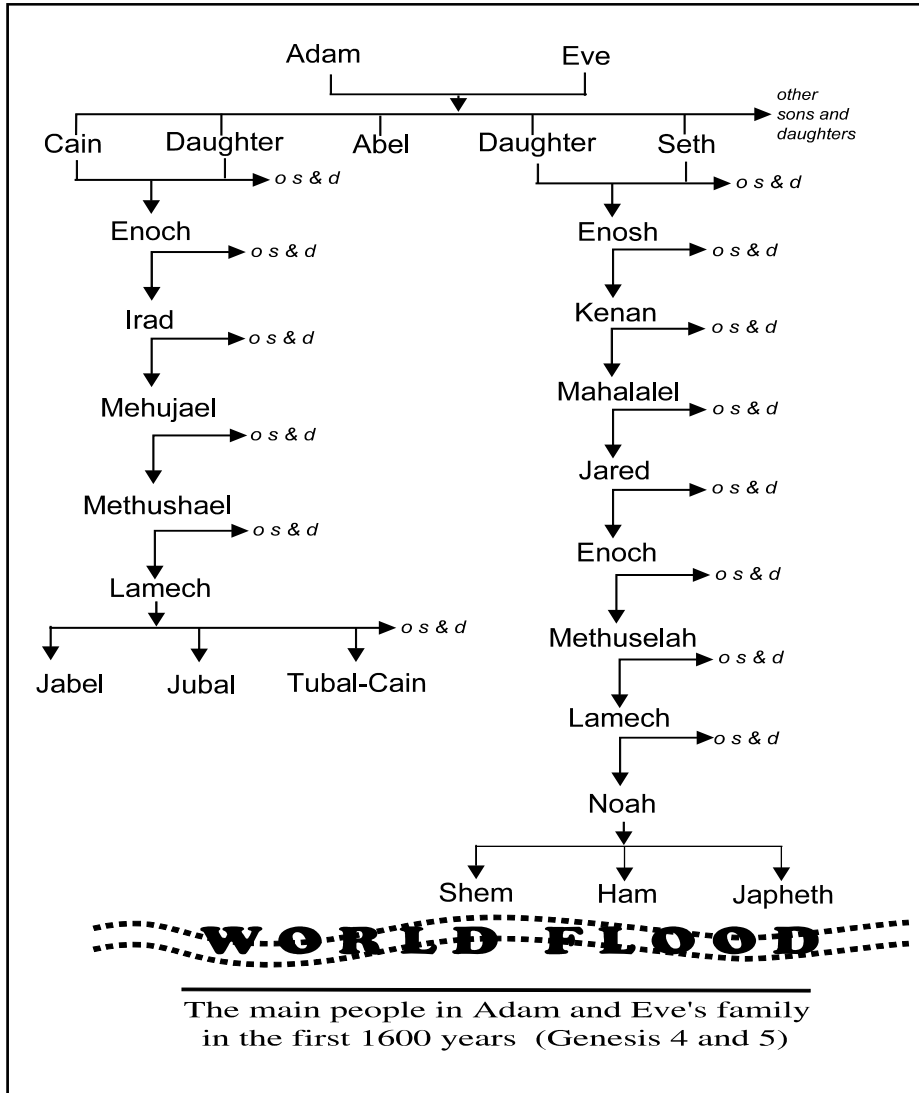 Adam Eve
other
sons and
daughters
Cain Daughter Abel Daughter Seth
o s & d o s & d
Enoch Enosh
o s & d o s & d
Irad Kenan
o s & d o s & d
Mehujael Mahalalel
o s & d o s & d
Methushael Jared
o s & d o s & d
Lamech Enoch
o s & d o s & d
Jabel Jubal Tubal-Cain Methuselah
o s & d
Lamech
o s & d
Noah
Shem Ham Japheth
WORLD FLOOD
The main people in Adam and Eve's family
in the first 1600 years (Genesis 4 and 5)